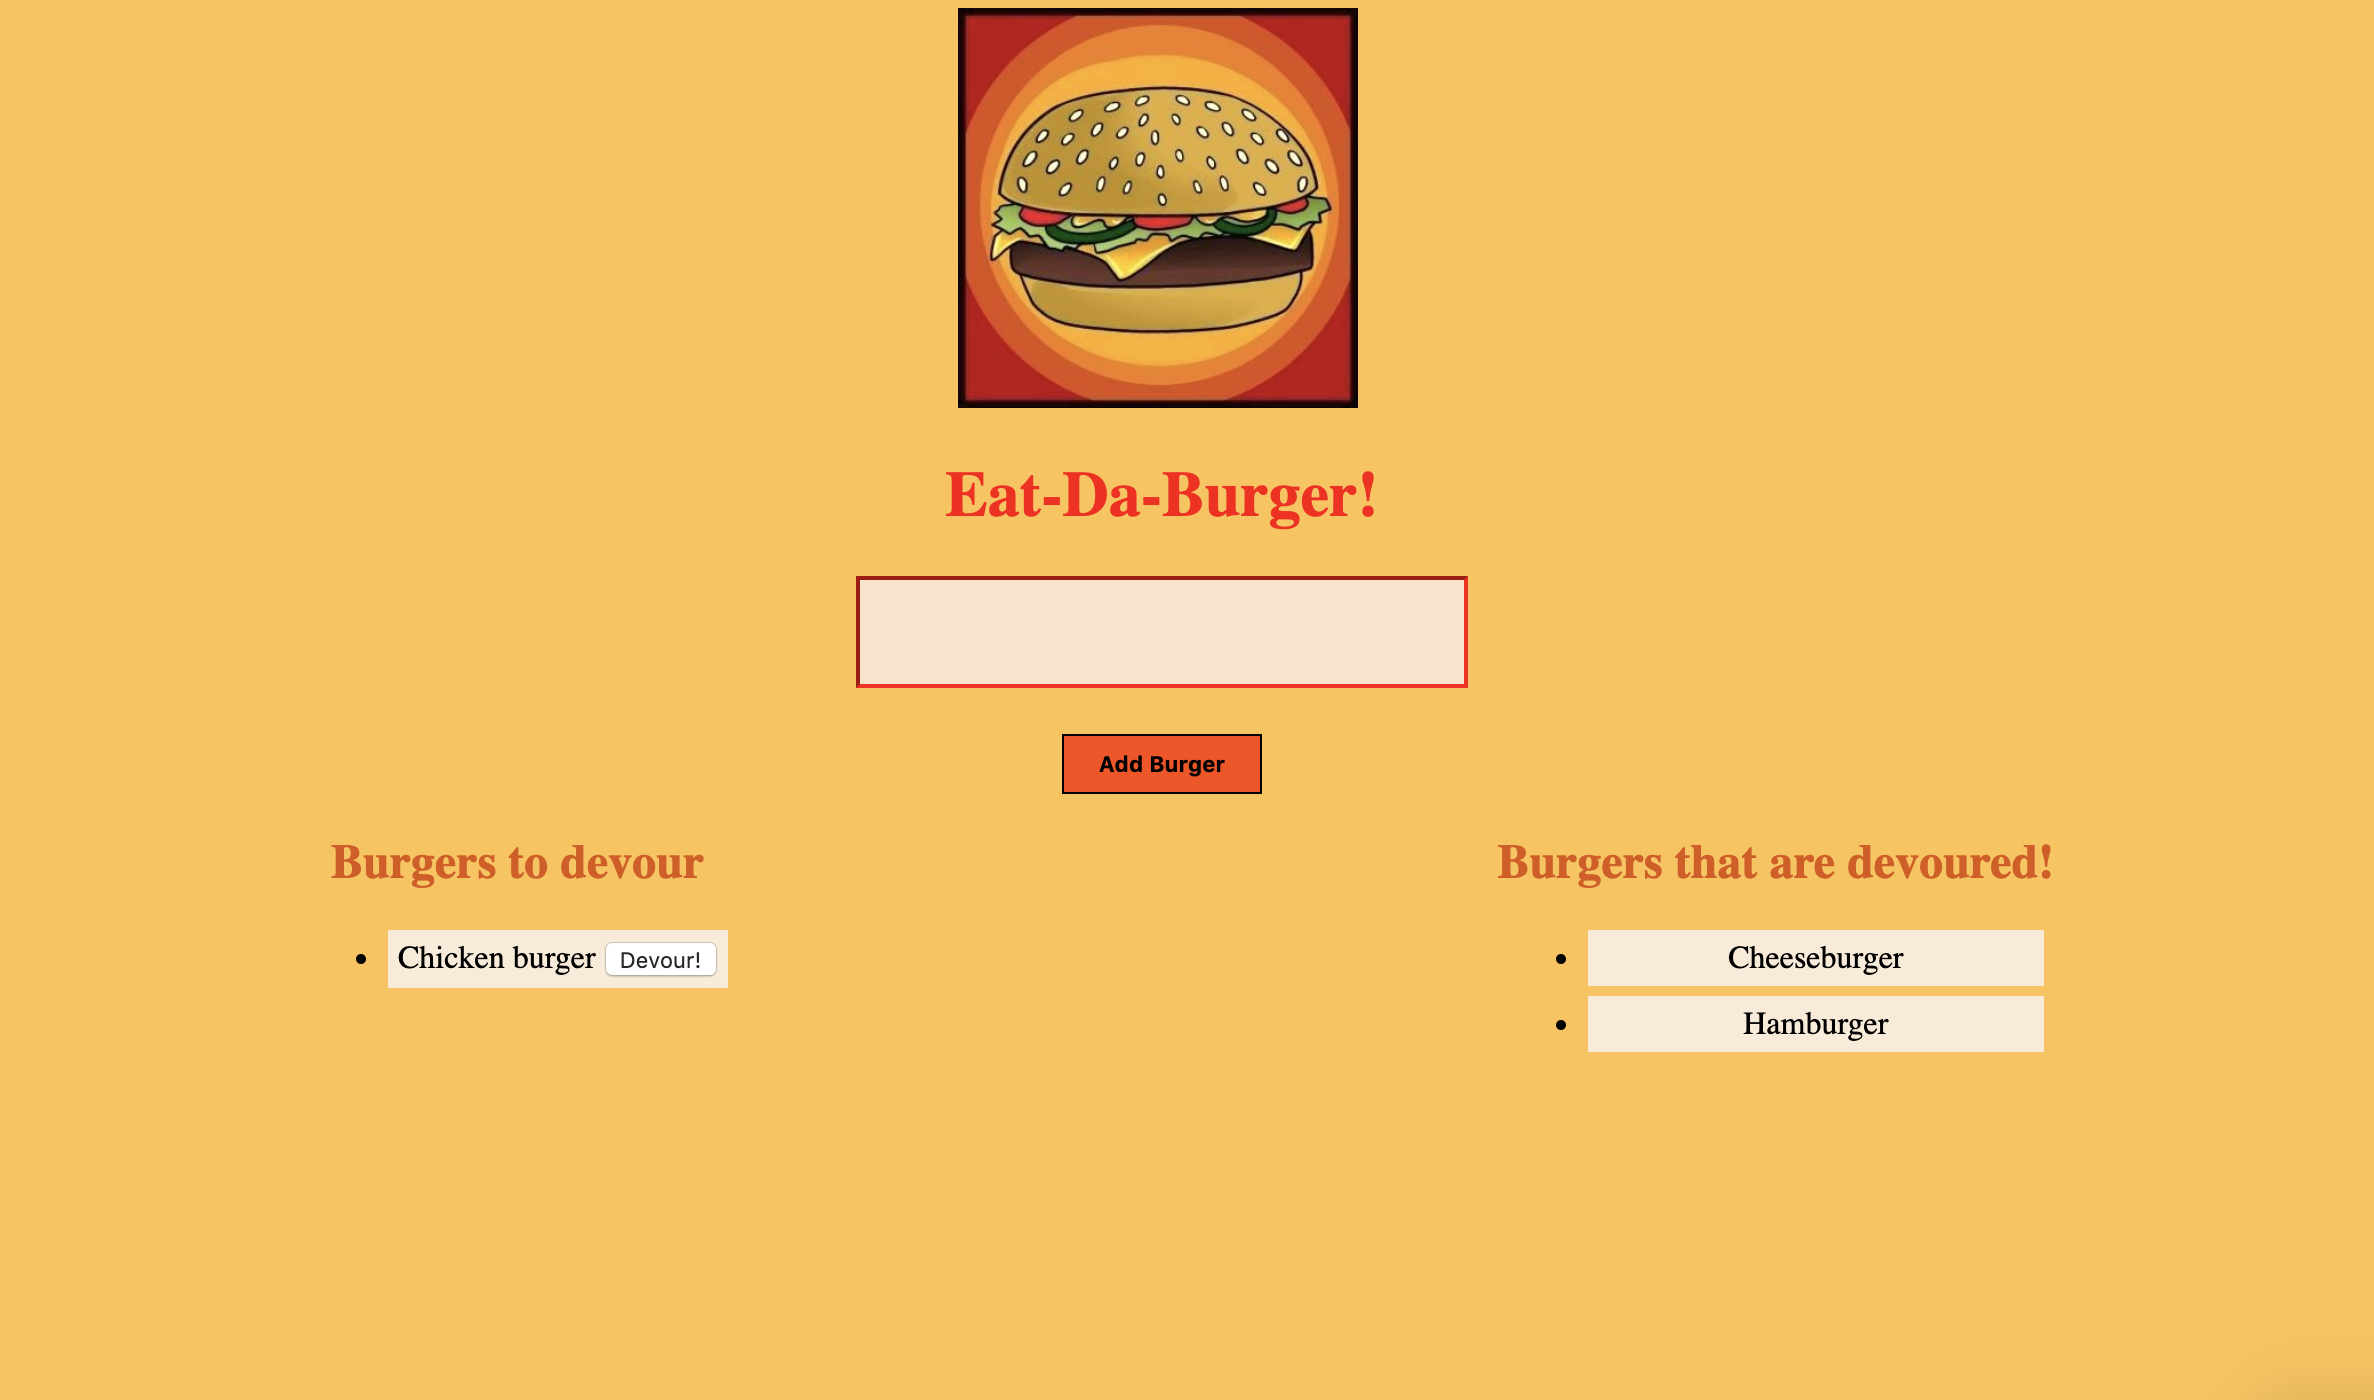 Eat-Da-Burger!
Add Burger
Burgers to devour
Chicken burger Devour!
Burgers that are devoured!
Cheeseburger
Hamburger